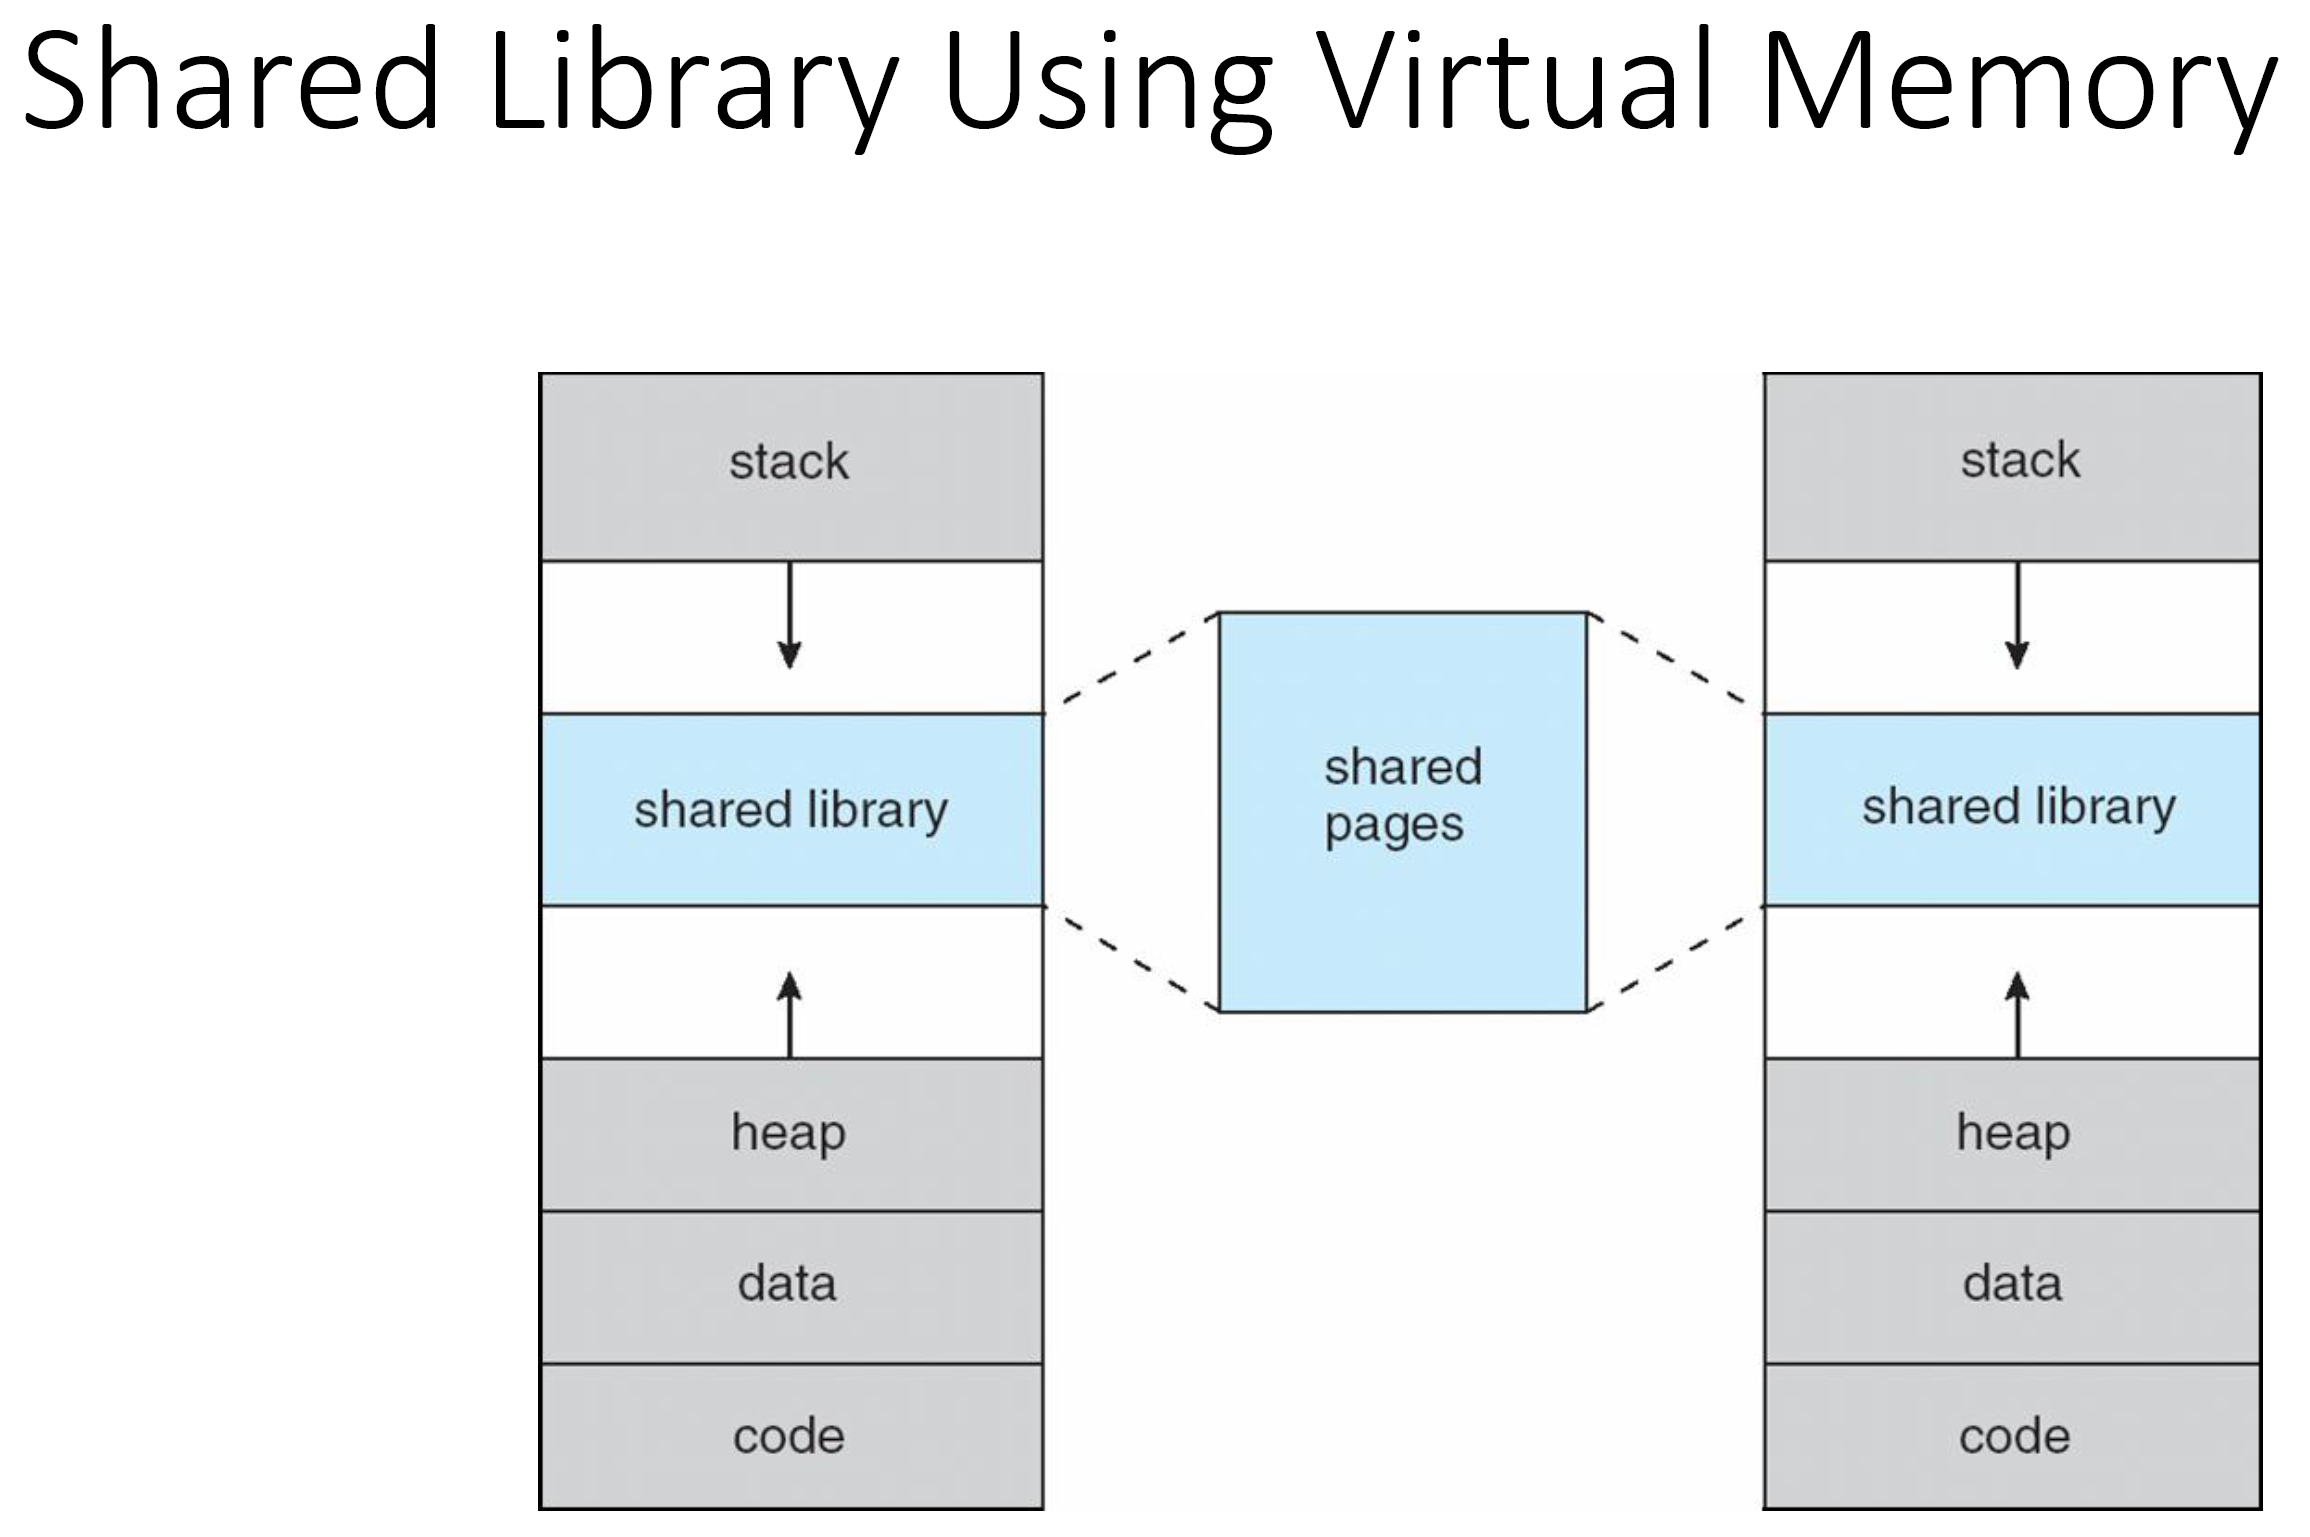 Shared Library Using Virtual Memory
stack
shared library
heap
data
code
shared
pages
stack
shared library
heap
data
code